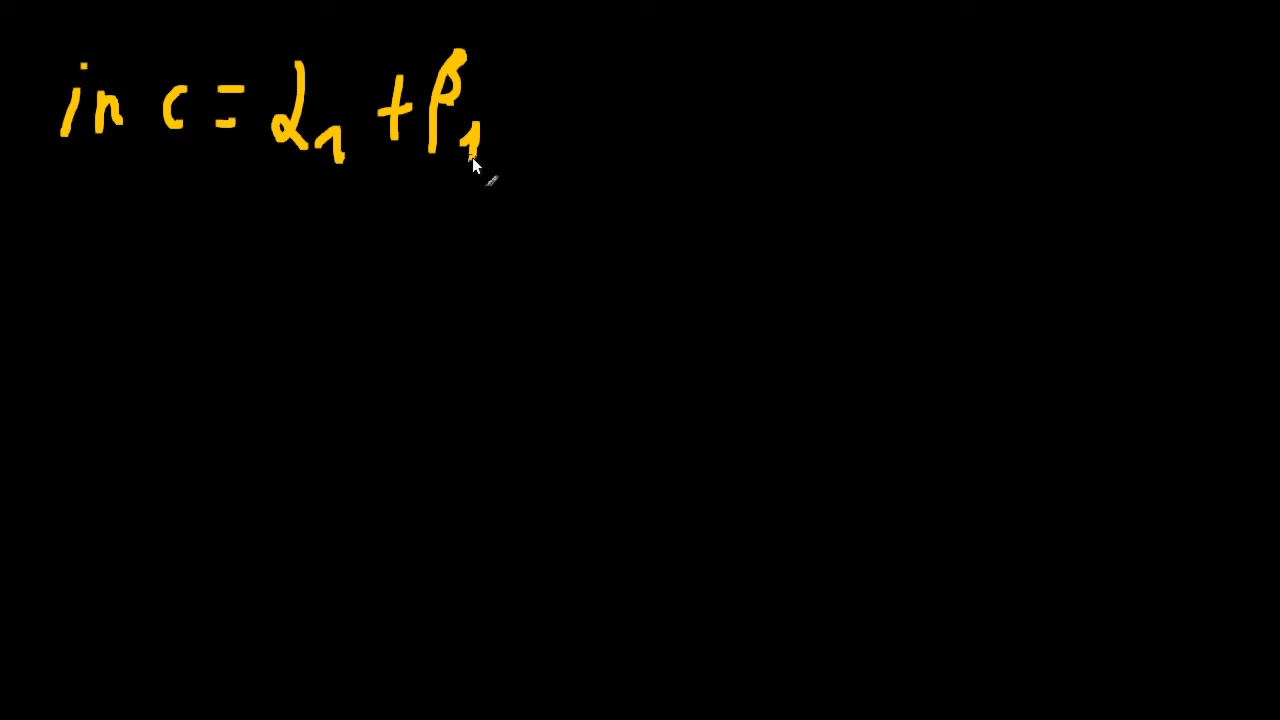 inc = α₁ + β₁